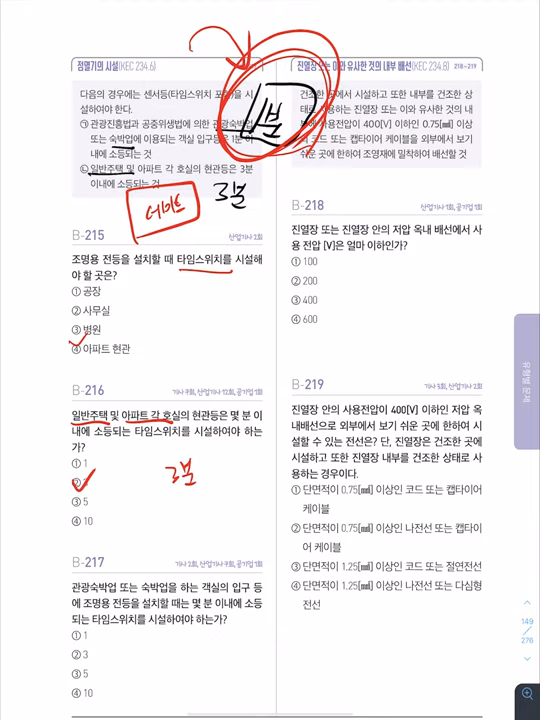 점멸기의 시설(KEC 234.6)
다음의 경우에는 센서등(타임스위치 포함)을 시
설하여야 한다.
㉠ 관광진흥법과 공중위생법에 의한 관광숙박업
또는 숙박업에 이용되는 객실 입구등은 1분 이
내에 소등되는 것
㉡ 일반주택 및 아파트 각 호실의 현관등은 3분
이내에 소등되는 것
3분
1분
B-215
산업기사 2회
조명용 전등을 설치할 때 타임스위치를 시설해
야 할 곳은?
① 공장
② 사무실
③ 병원
④ 아파트 현관
B-216
기사 7회, 산업기사 12회, 공기업 1회
일반주택 및 아파트 각 호실의 현관등은 몇 분 이
내에 소등되는 타임스위치를 시설하여야 하는
가?
① 1
②
③ 5
④ 10
3분
B-217
기사 2회, 산업기사 7회, 공기업 1회
관광숙박업 또는 숙박업을 하는 객실의 입구 등
에 조명용 전등을 설치할 때는 몇 분 이내에 소등
되는 타임스위치를 시설하여야 하는가?
① 1
② 3
③ 5
④ 10
진열장 또는 이와 유사한 것의 내부 배선(KEC 234.8) 218~219
건조한 곳에서 시설하고 또한 내부를 건조한 상
태로 사용하는 진열장 또는 이와 유사한 것의 내
부에 사용전압이 400[V] 이하인 0.75[㎟] 이상
의 코드 또는 캡타이어 케이블을 외부에서 보기
쉬운 곳에 한하여 조영재에 밀착하여 배선할 것
B-218
산업기사 1회, 공기업 1회
진열장 또는 진열장 안의 저압 옥내 배선에서 사
용 전압 [V]은 얼마 이하인가?
① 100
② 200
③ 400
④ 600
B-219
기사 5회, 산업기사 2회
진열장 안의 사용전압이 400[V] 이하인 저압 옥
내배선으로 외부에서 보기 쉬운 곳에 한하여 시
설할 수 있는 전선은? 단, 진열장은 건조한 곳에
시설하고 또한 진열장 내부를 건조한 상태로 사
용하는 경우이다.
① 단면적이 0.75[㎟] 이상인 코드 또는 캡타이어
케이블
② 단면적이 0.75[㎟] 이상인 나전선 또는 캡타이
어 케이블
③ 단면적이 1.25[㎟] 이상인 코드 또는 절연전선
④ 단면적이 1.25[㎟] 이상인 나전선 또는 다심형
전선
유형별 문제
149
276